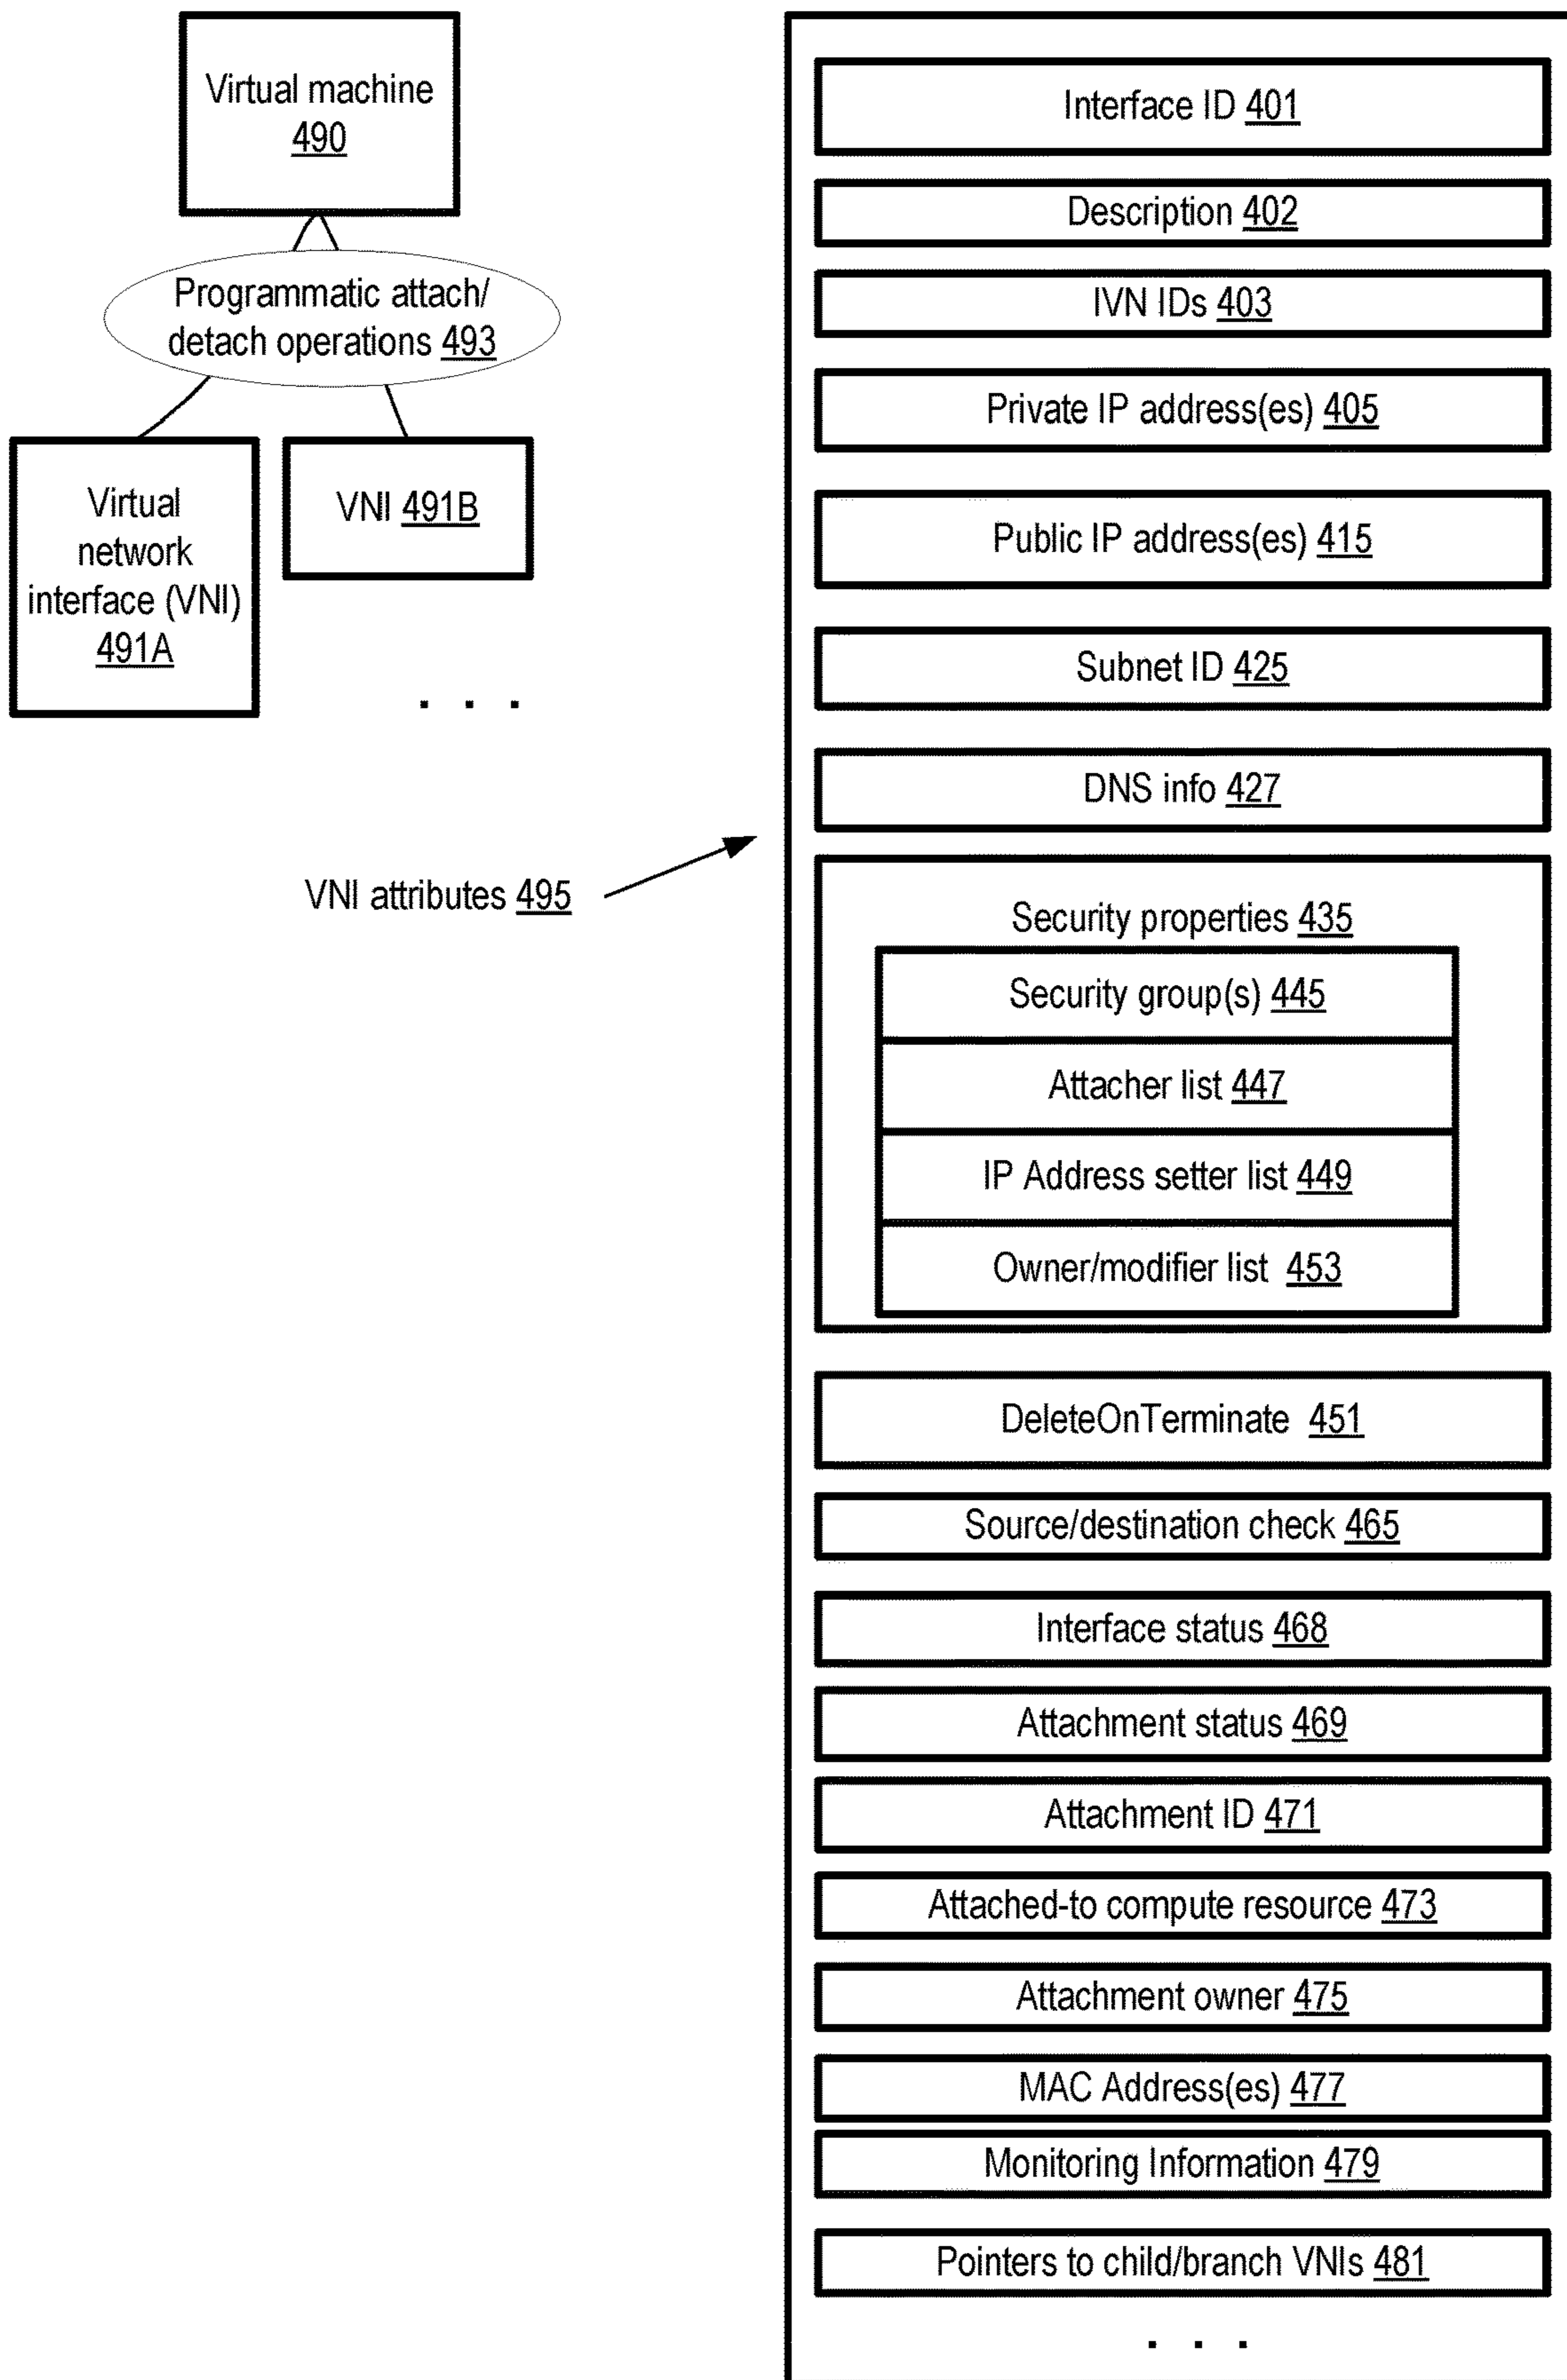 Virtual machine
490
Programmatic attach/
detach operations 493
Virtual
network
interface (VNI)
491A
VNI 491B
. . .
VNI attributes 495
Interface ID 401
Description 402
IVN IDs 403
Private IP address(es) 405
Public IP address(es) 415
Subnet ID 425
DNS info 427
Security properties 435
Security group(s) 445
Attacher list 447
IP Address setter list 449
Owner/modifier list 453
DeleteOnTerminate 451
Source/destination check 465
Interface status 468
Attachment status 469
Attachment ID 471
Attached-to compute resource 473
Attachment owner 475
MAC Address(es) 477
Monitoring Information 479
Pointers to child/branch VNIs 481
. . .